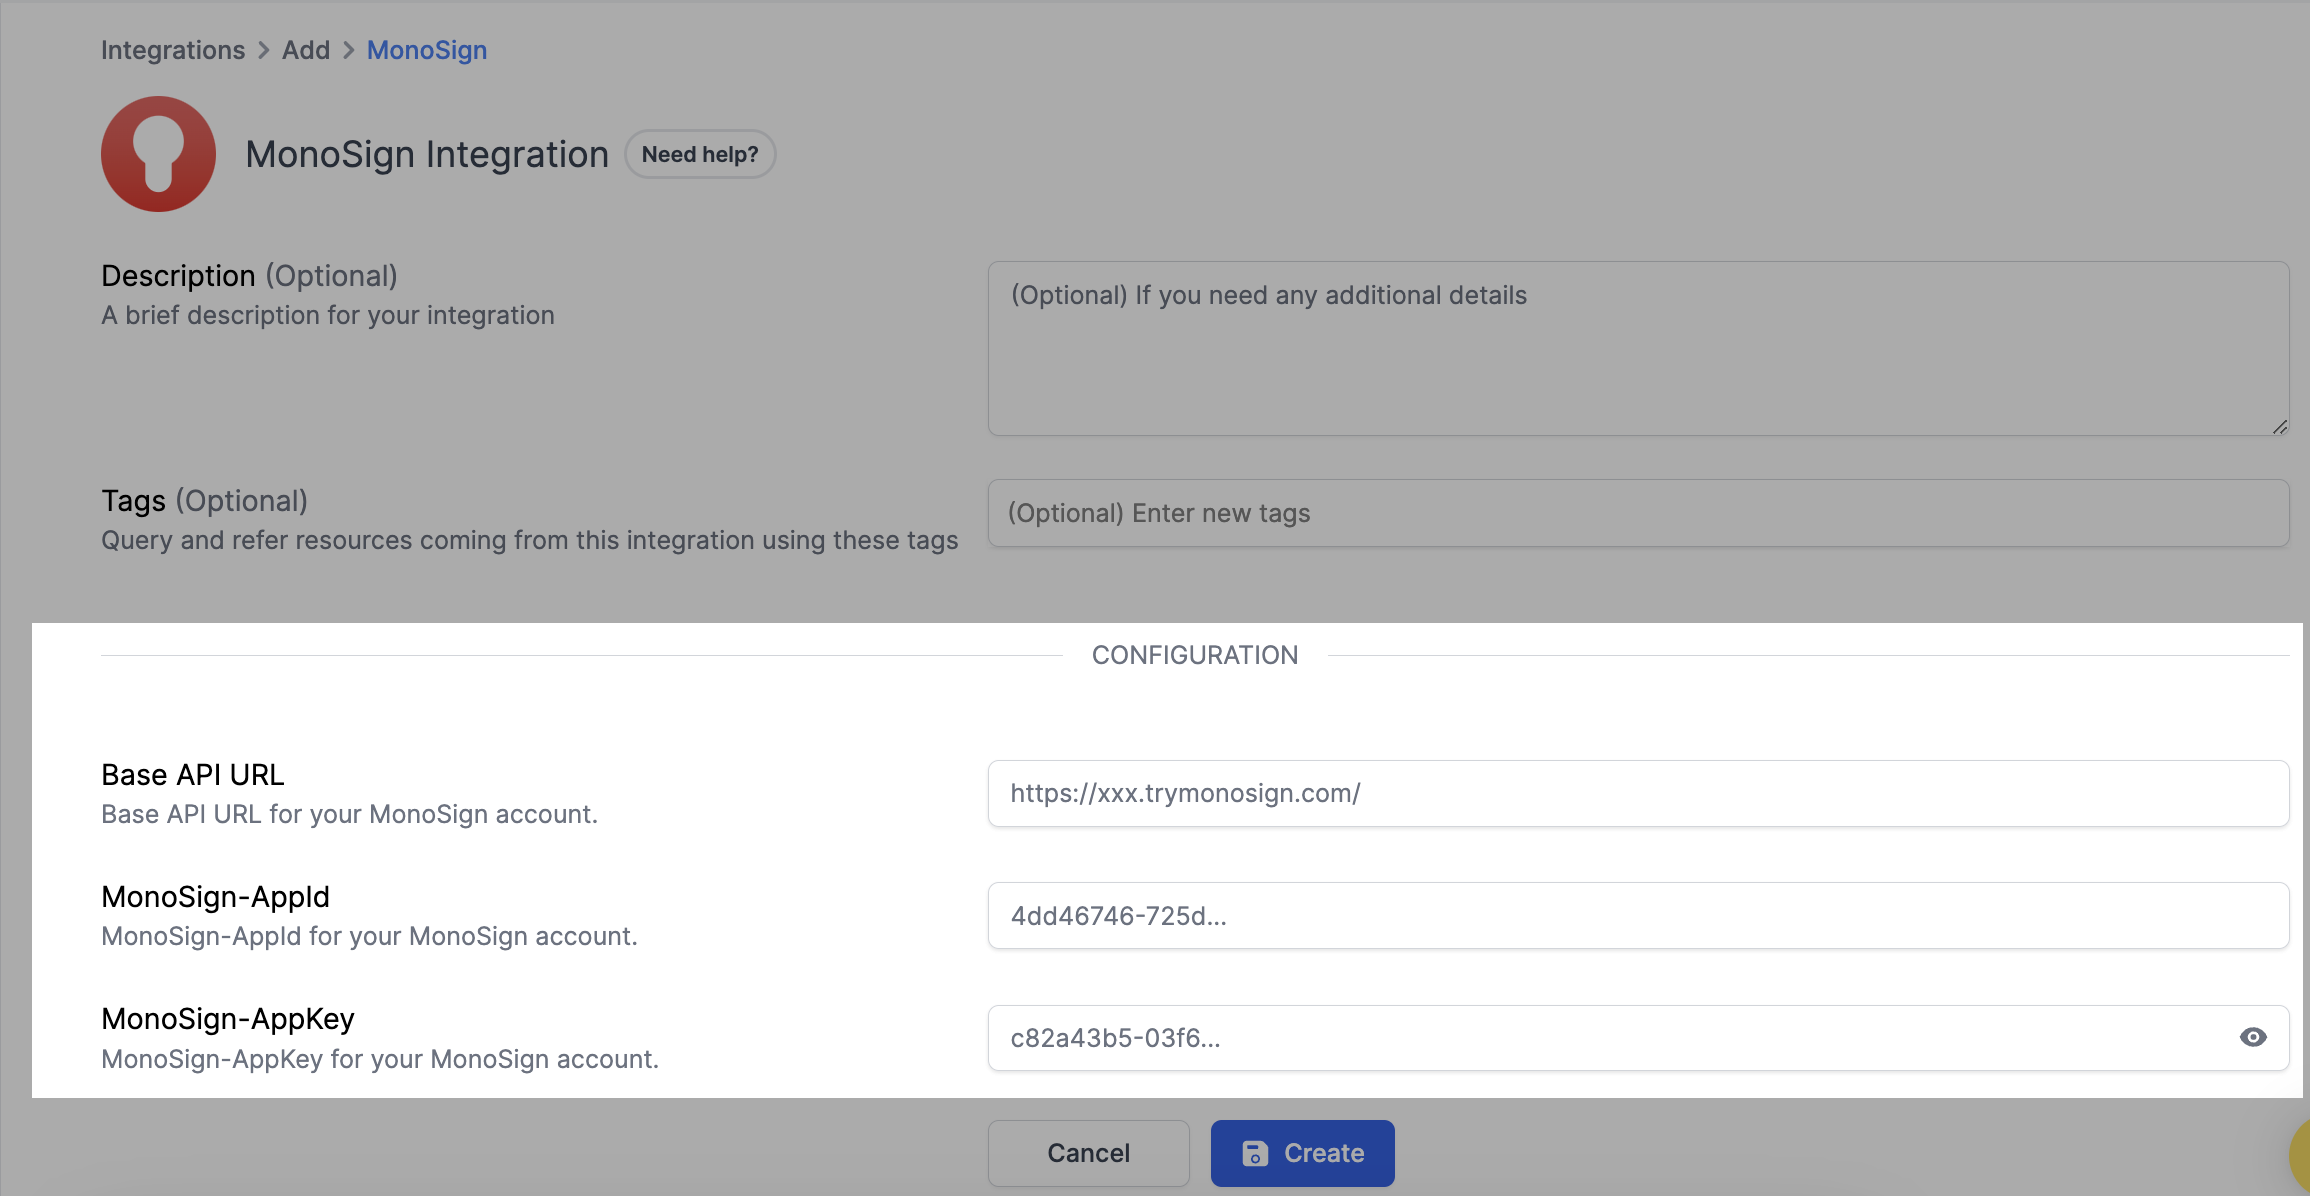 Integrations > Add > MonoSign
MonoSign Integration Need help?
Description (Optional)
A brief description for your integration
(Optional) If you need any additional details
Tags (Optional)
Query and refer resources coming from this integration using these tags
(Optional) Enter new tags
CONFIGURATION
Base API URL
Base API URL for your MonoSign account.
https://xxx.trymonosign.com/
MonoSign-AppId
MonoSign-AppId for your MonoSign account.
4dd46746-725d...
MonoSign-AppKey
MonoSign-AppKey for your MonoSign account.
c82a43b5-03f6...
Cancel Create